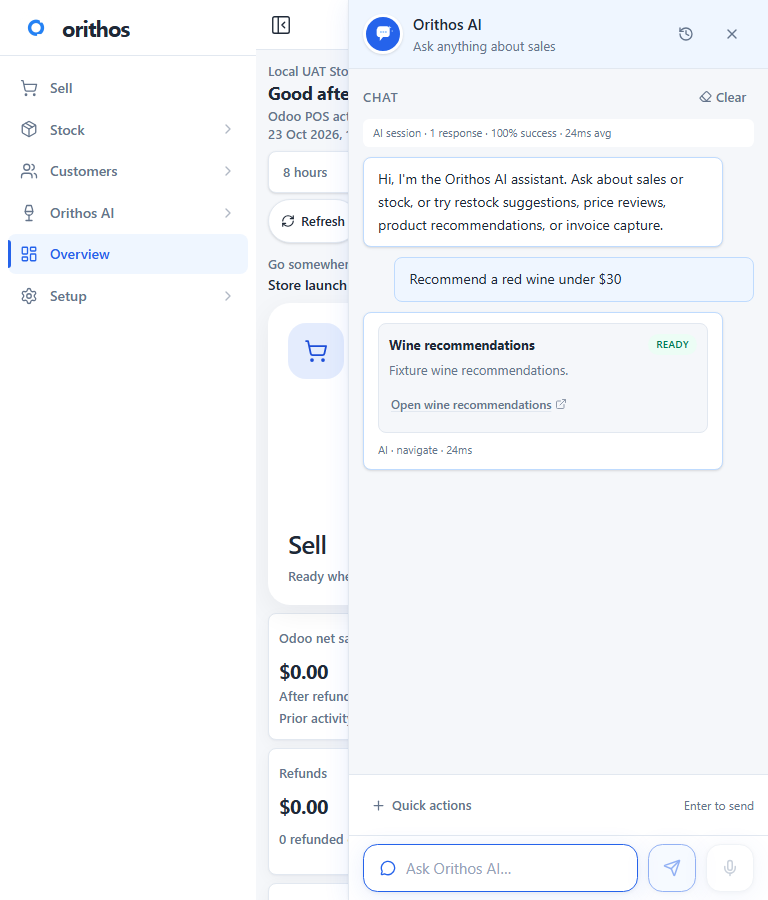 orithos
Sell
Stock
Customers
Orithos AI
Overview
Setup
Local UAT Sto
Good afte
Odoo POS act
23 Oct 2026,
8 hours
Refresh
Go somewher
Store launch
Sell
Ready whe
Odoo net sa
$0.00
After refund
Prior activity
Refunds
$0.00
0 refunded
Orithos AI
Ask anything about sales
CHAT
Clear
AI session · 1 response · 100% success · 24ms avg
Hi, I'm the Orithos AI assistant. Ask about sales or
stock, or try restock suggestions, price reviews,
product recommendations, or invoice capture.
Recommend a red wine under $30
Wine recommendations
READY
Fixture wine recommendations.
Open wine recommendations
AI · navigate · 24ms
Quick actions
Enter to send
Ask Orithos AI...